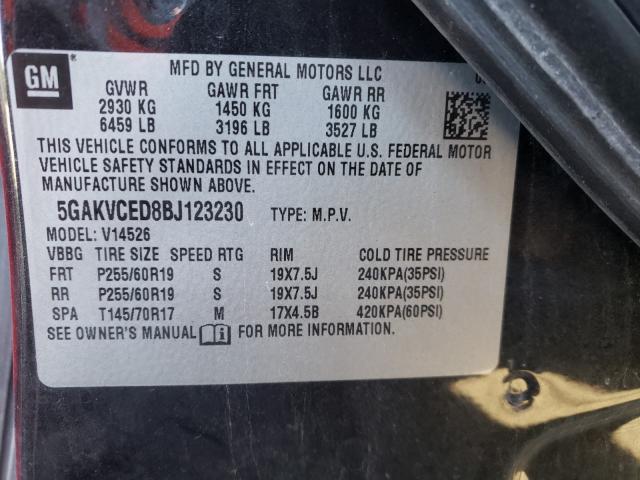 GM
MFD BY GENERAL MOTORS LLC
GVWR GAWR FRT GAWR RR
2930 KG 1450 KG 1600 KG
6459 LB 3196 LB 3527 LB
THIS VEHICLE CONFORMS TO ALL APPLICABLE U.S. FEDERAL MOTOR
VEHICLE SAFETY STANDARDS IN EFFECT ON THE DATE OF
MANUFACTURE SHOWN ABOVE.
5GAKVCED8BJ123230 TYPE: M.P.V.
MODEL: V14526
VBBG TIRE SIZE SPEED RTG RIM COLD TIRE PRESSURE
FRT P255/60R19 S 19X7.5J 240KPA(35PSI)
RR P255/60R19 S 19X7.5J 240KPA(35PSI)
SPA T145/70R17 M 17X4.5B 420KPA(60PSI)
SEE OWNER'S MANUAL FOR MORE INFORMATION.